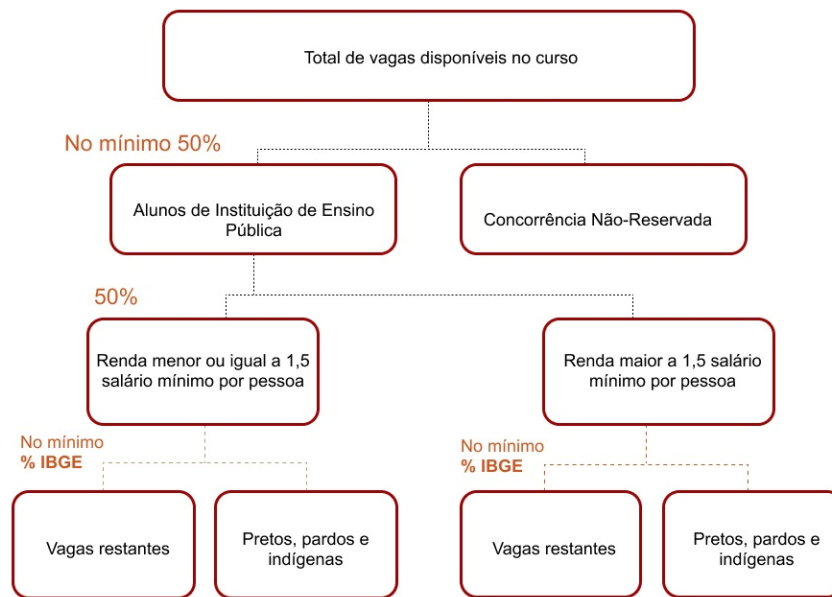 Total de vagas disponíveis no curso
No mínimo 50%
Alunos de Instituição de Ensino
Pública
Concorrência Não-Reservada
50%
Renda menor ou igual a 1,5
salário mínimo por pessoa
Renda maior a 1,5 salário
mínimo por pessoa
No mínimo
% IBGE
No mínimo
% IBGE
Vagas restantes
Pretos, pardos e
indígenas
Vagas restantes
Pretos, pardos e
indígenas